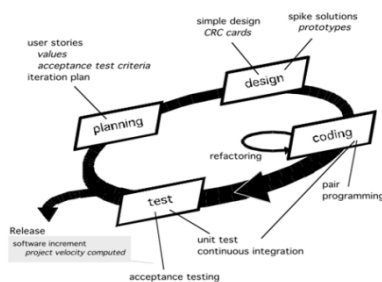 simple design
CRC cards
spike solutions
prototypes
user stories
values
acceptance test criteria
iteration plan
design
planning
coding
refactoring
test
pair
programming
Release
software increment
project velocity computed
unit test
continuous integration
acceptance testing